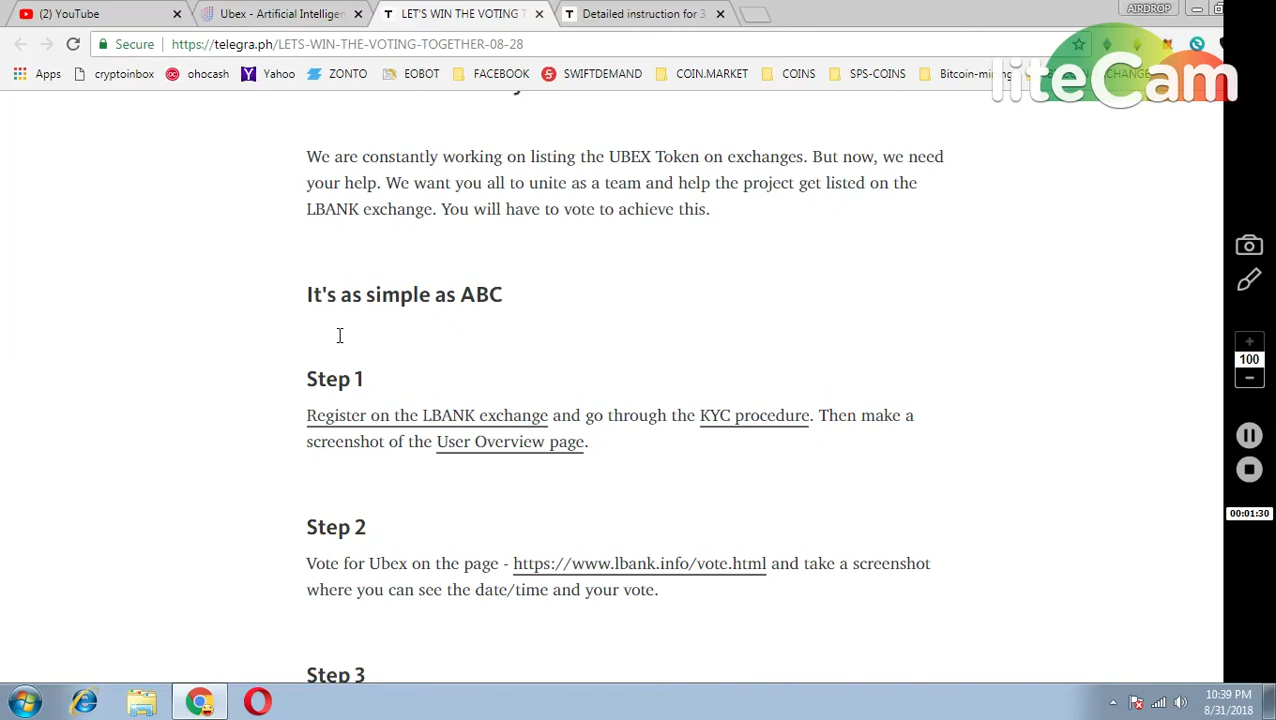 (2) YouTube
Ubex - Artificial Intelligen
LET'S WIN THE VOTING T
Detailed instruction for 3
AIRDROP
Secure
https://telegra.ph/LETS-WIN-THE-VOTING-TOGETHER-08-28
Apps
cryptoinbox
ohocash
Yahoo
ZONTO
EOBOT
FACEBOOK
SWIFTDEMAND
COIN.MARKET
COINS
SPS-COINS
Bitcoin-mining
liteCam
We are constantly working on listing the UBEX Token on exchanges. But now, we need
your help. We want you all to unite as a team and help the project get listed on the
LBANK exchange. You will have to vote to achieve this.
It's as simple as ABC
Step 1
Register on the LBANK exchange and go through the KYC procedure. Then make a
screenshot of the User Overview page.
Step 2
Vote for Ubex on the page - https://www.lbank.info/vote.html and take a screenshot
where you can see the date/time and your vote.
Step 3
100
00:01:30
10:39 PM
8/31/2018